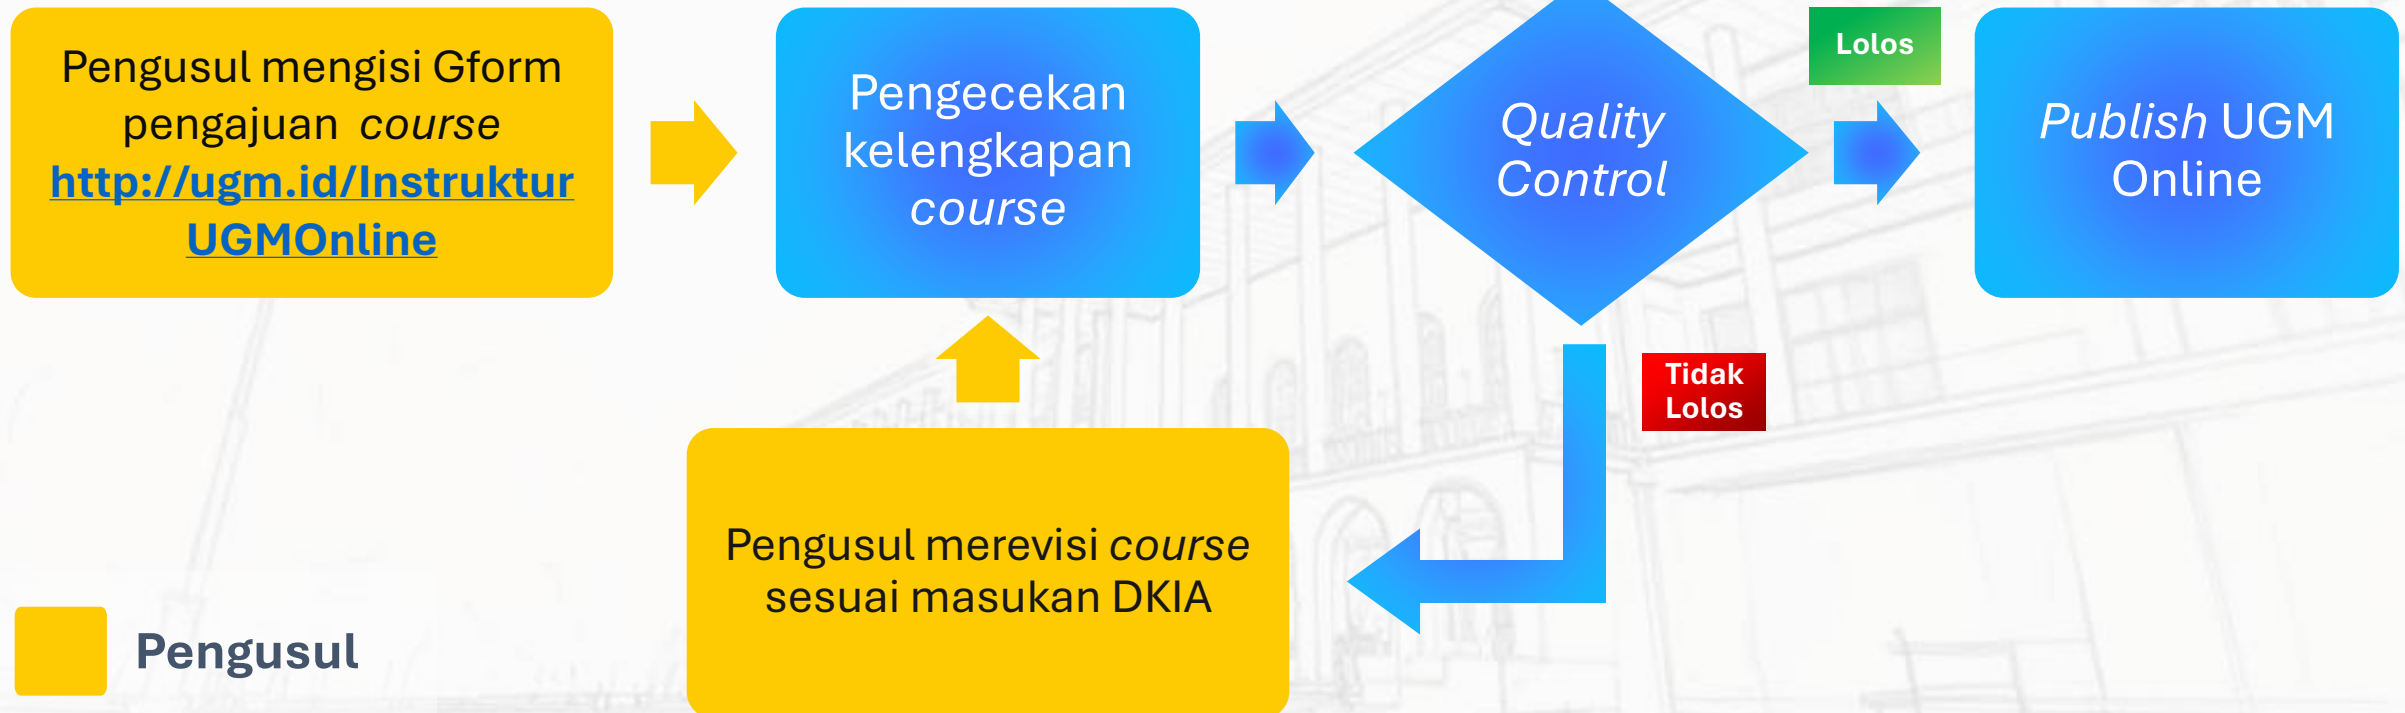 Pengusul mengisi Gform
pengajuan course
http://ugm.id/Instruktur
UGMOnline
Pengecekan
kelengkapan
course
Quality
Control
Lolos
Publish UGM
Online
Tidak
Lolos
Pengusul merevisi course
sesuai masukan DKIA
Pengusul